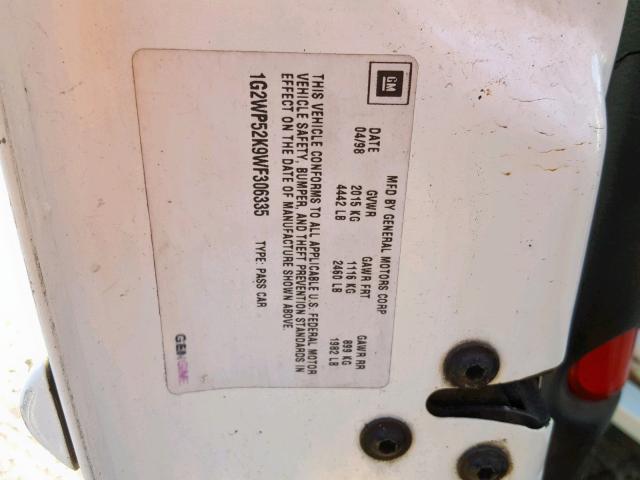 GM
MFD BY GENERAL MOTORS CORP
DATE GVWR GAWR FRT GAWR RR
04/98 2015 KG 1116 KG 899 KG
4442 LB 2460 LB 1982 LB
THIS VEHICLE CONFORMS TO ALL APPLICABLE U.S. FEDERAL MOTOR
VEHICLE SAFETY, BUMPER, AND THEFT PREVENTION STANDARDS IN
EFFECT ON THE DATE OF MANUFACTURE SHOWN ABOVE.
1G2WP52K9WF306335 TYPE: PASS CAR